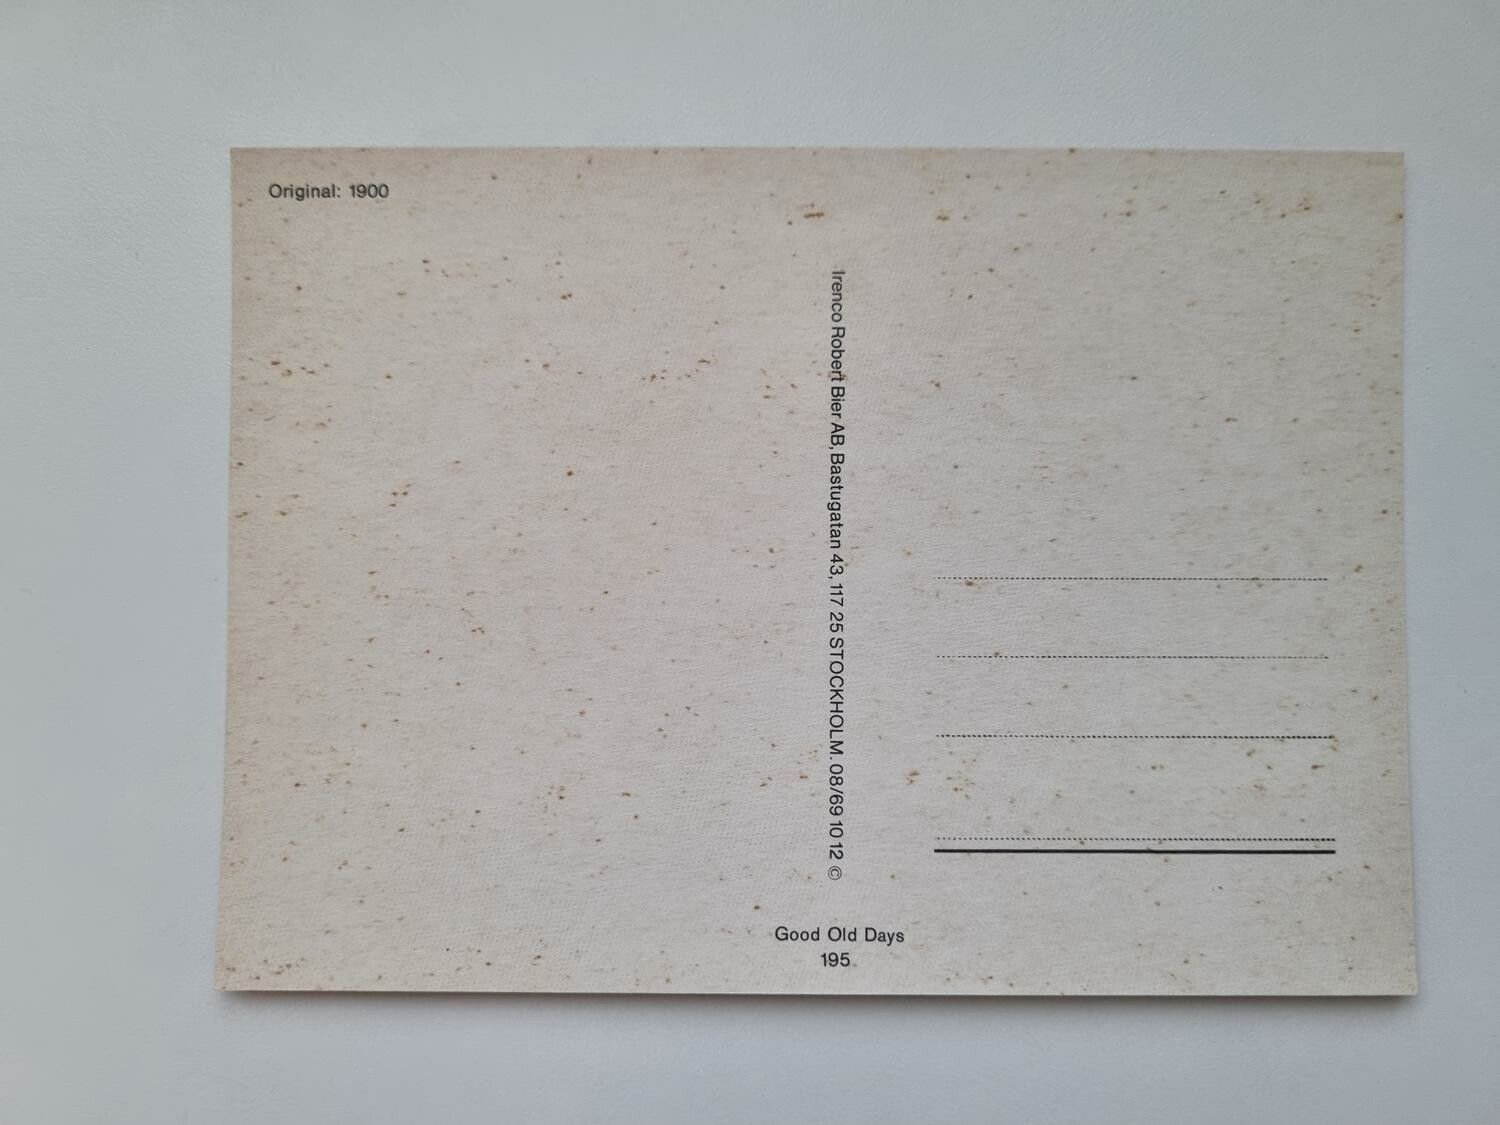 Original: 1900
Irenco Robert Bier AB, Bastugatan 43, 117 25 STOCKHOLM. 08/69 10 12 ©
Good Old Days
195